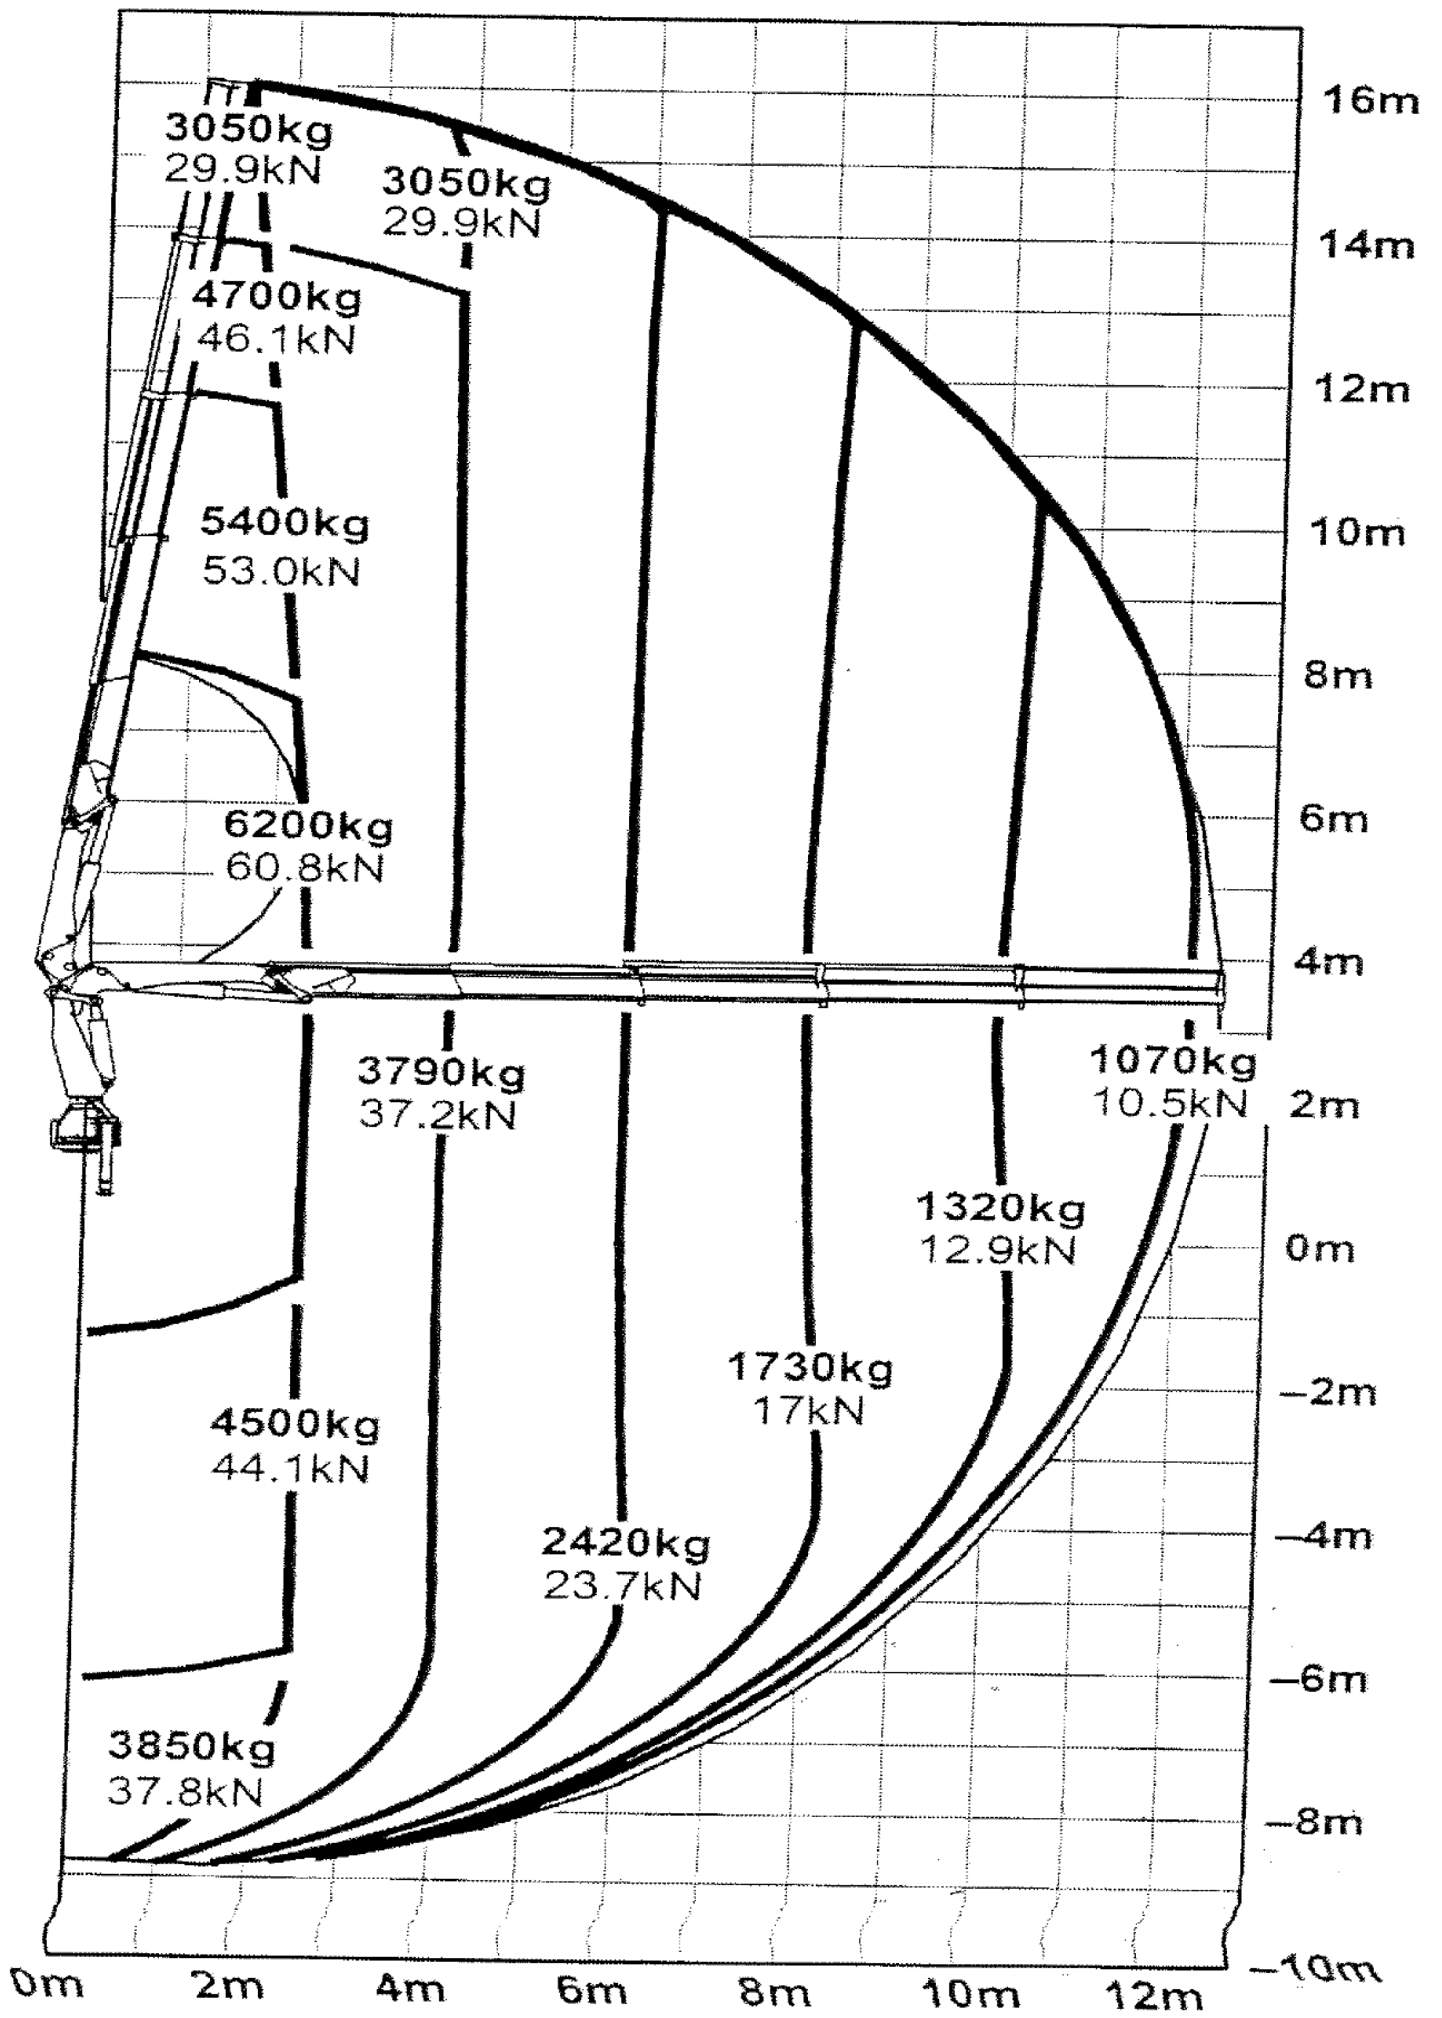 16m
3050kg
29.9kN
3050kg
29.9kN
14m
4700kg
46.1kN
12m
5400kg
53.0kN
10m
8m
6200kg
60.8kN
6m
4m
3790kg
37.2kN
1070kg
10.5kN
2m
1320kg
12.9kN
0m
1730kg
17kN
-2m
4500kg
44.1kN
2420kg
23.7kN
-4m
-6m
3850kg
37.8kN
-8m
-10m
0m 2m 4m 6m 8m 10m 12m